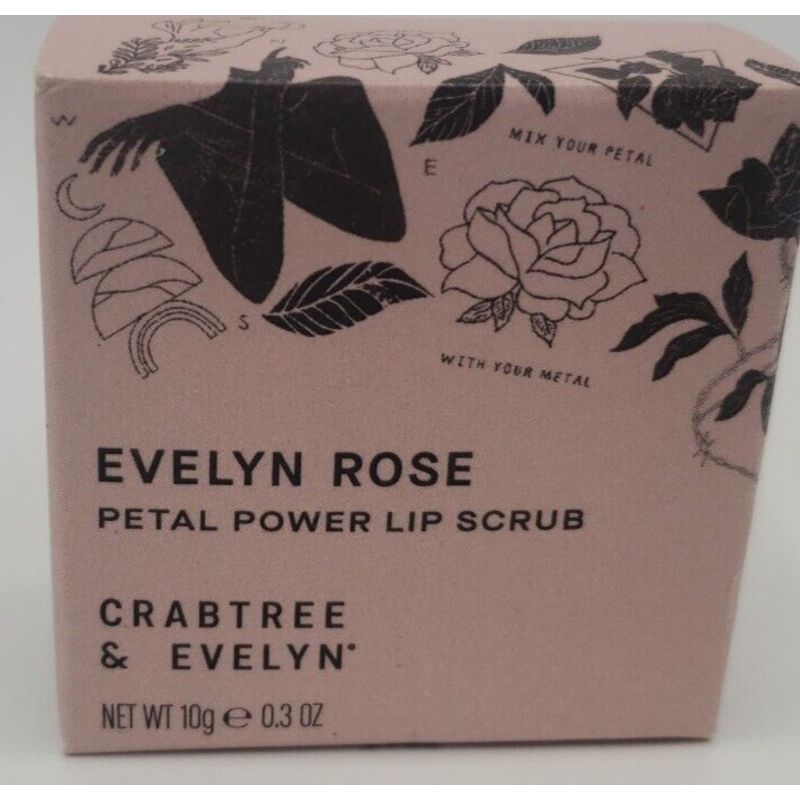 W
MIX YOUR PETAL
E
S
WITH YOUR METAL
EVELYN ROSE
PETAL POWER LIP SCRUB
CRABTREE
& EVELYN®
NET WT 10g ℮ 0.3 OZ